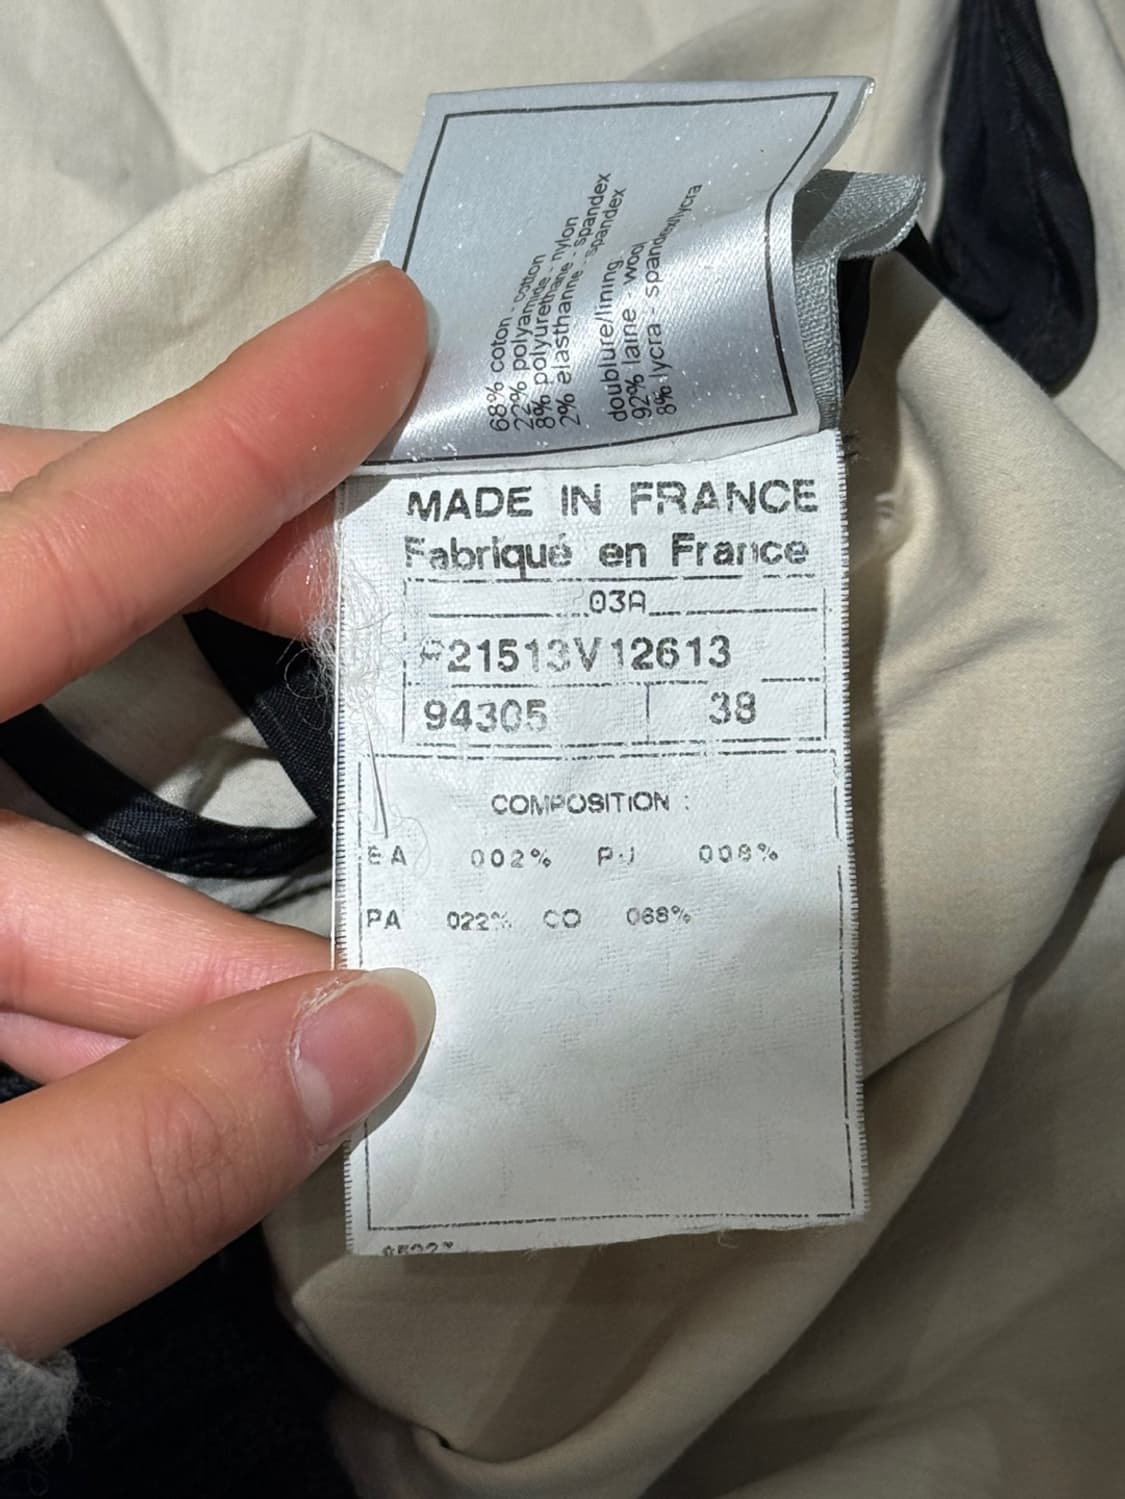 68% coton - cotton
22% polyamide - nylon
8% polyurethane - spandex
2% elasthanne - spandex
doublure/lining:
92% laine - wool
8% lycra - spandex/lycra
MADE IN FRANCE
Fabriqué en France
03A
P21513V12613
94305 38
COMPOSITION :
EA 002% PU 008%
PA 022% CO 068%